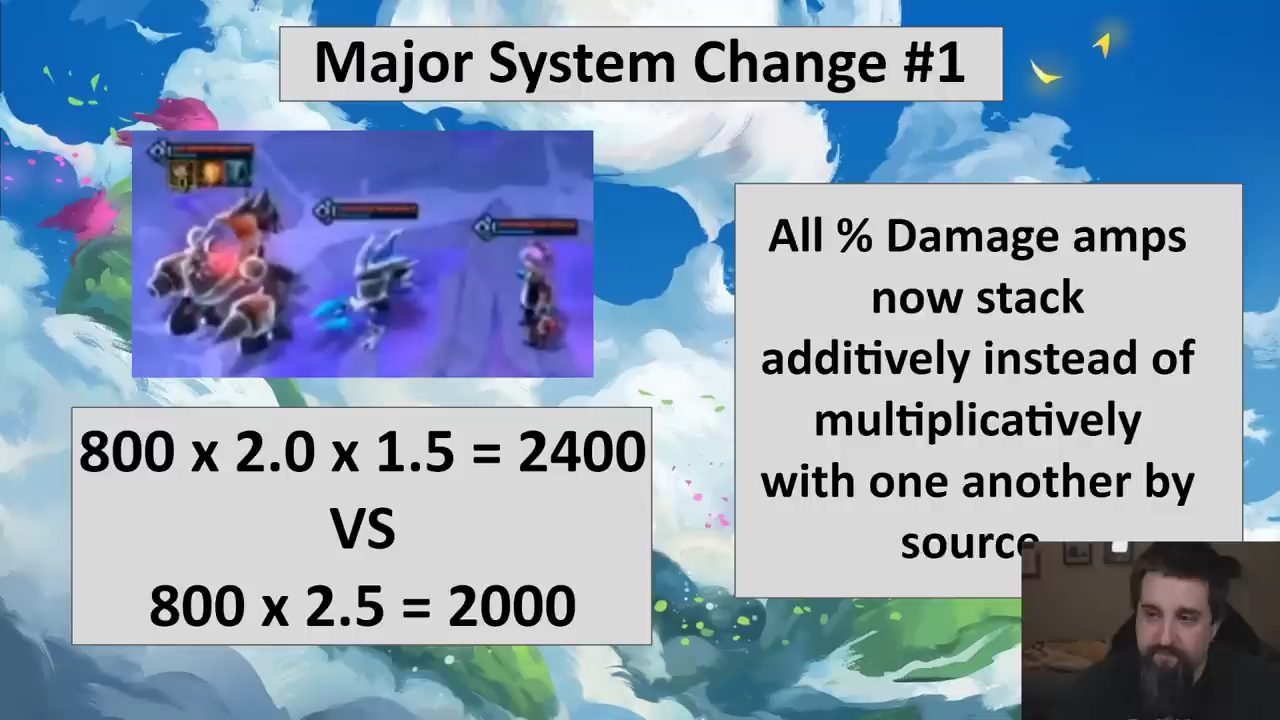 Major System Change #1
All % Damage amps
now stack
additively instead of
multiplicatively
with one another by
source
800 x 2.0 x 1.5 = 2400
VS
800 x 2.5 = 2000